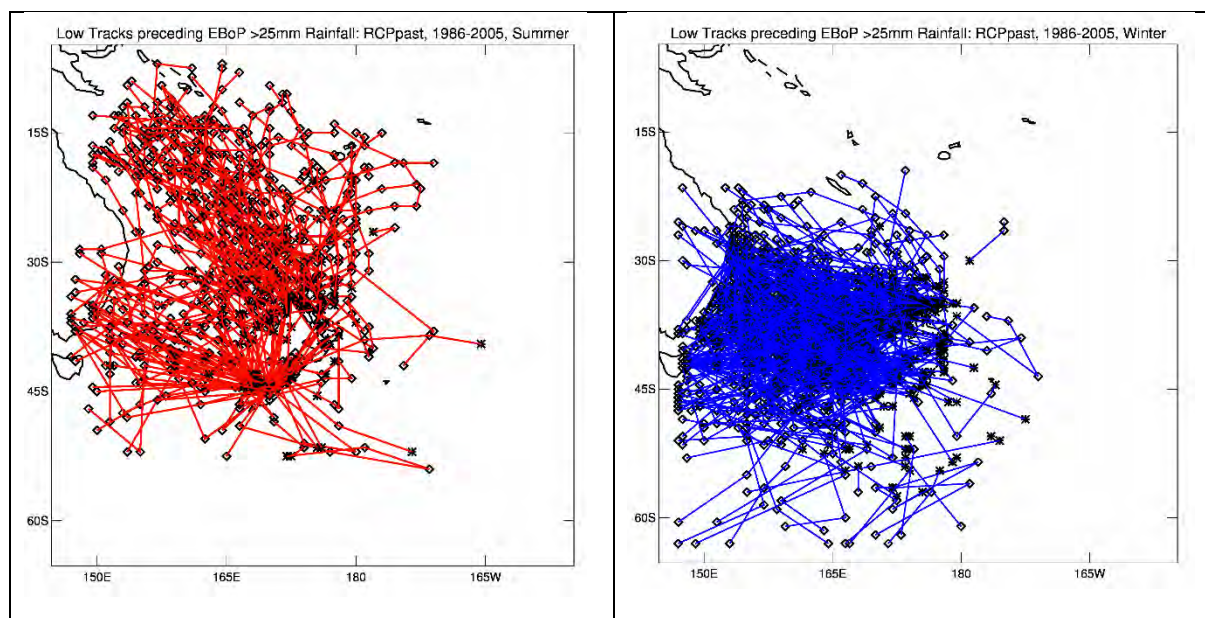 Low Tracks preceding EBoP >25mm Rainfall: RCPpast, 1986-2005, Summer
15S
30S
45S
60S
150E
165E
180
165W
Low Tracks preceding EBoP >25mm Rainfall: RCPpast, 1986-2005, Winter
15S
30S
45S
60S
150E
165E
180
165W